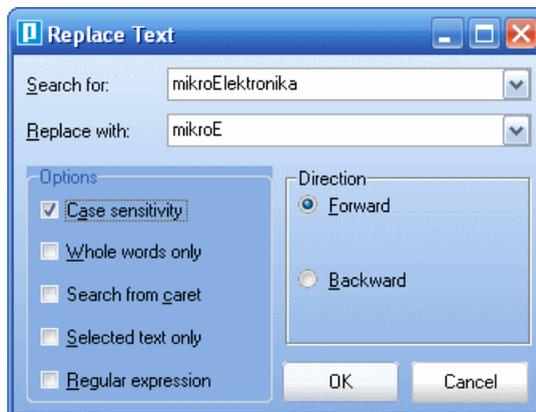 Replace Text
Search for: mikroElektronika
Replace with: mikroE
Options
Case sensitivity
Whole words only
Search from caret
Selected text only
Regular expression
Direction
Forward
Backward
OK Cancel